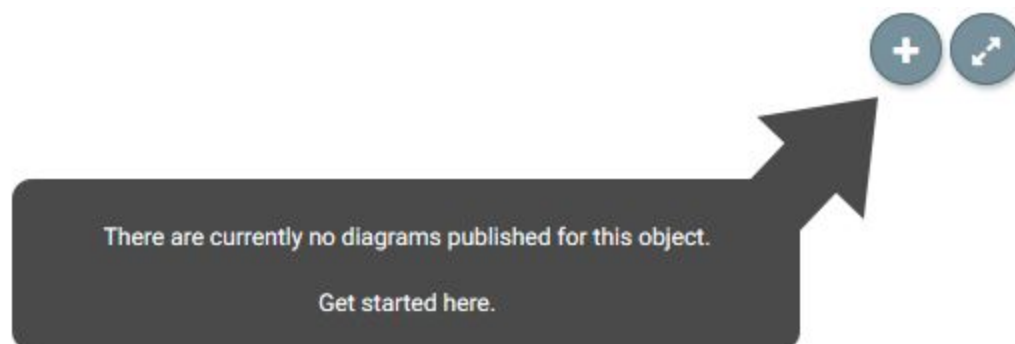 There are currently no diagrams published for this object.
Get started here.